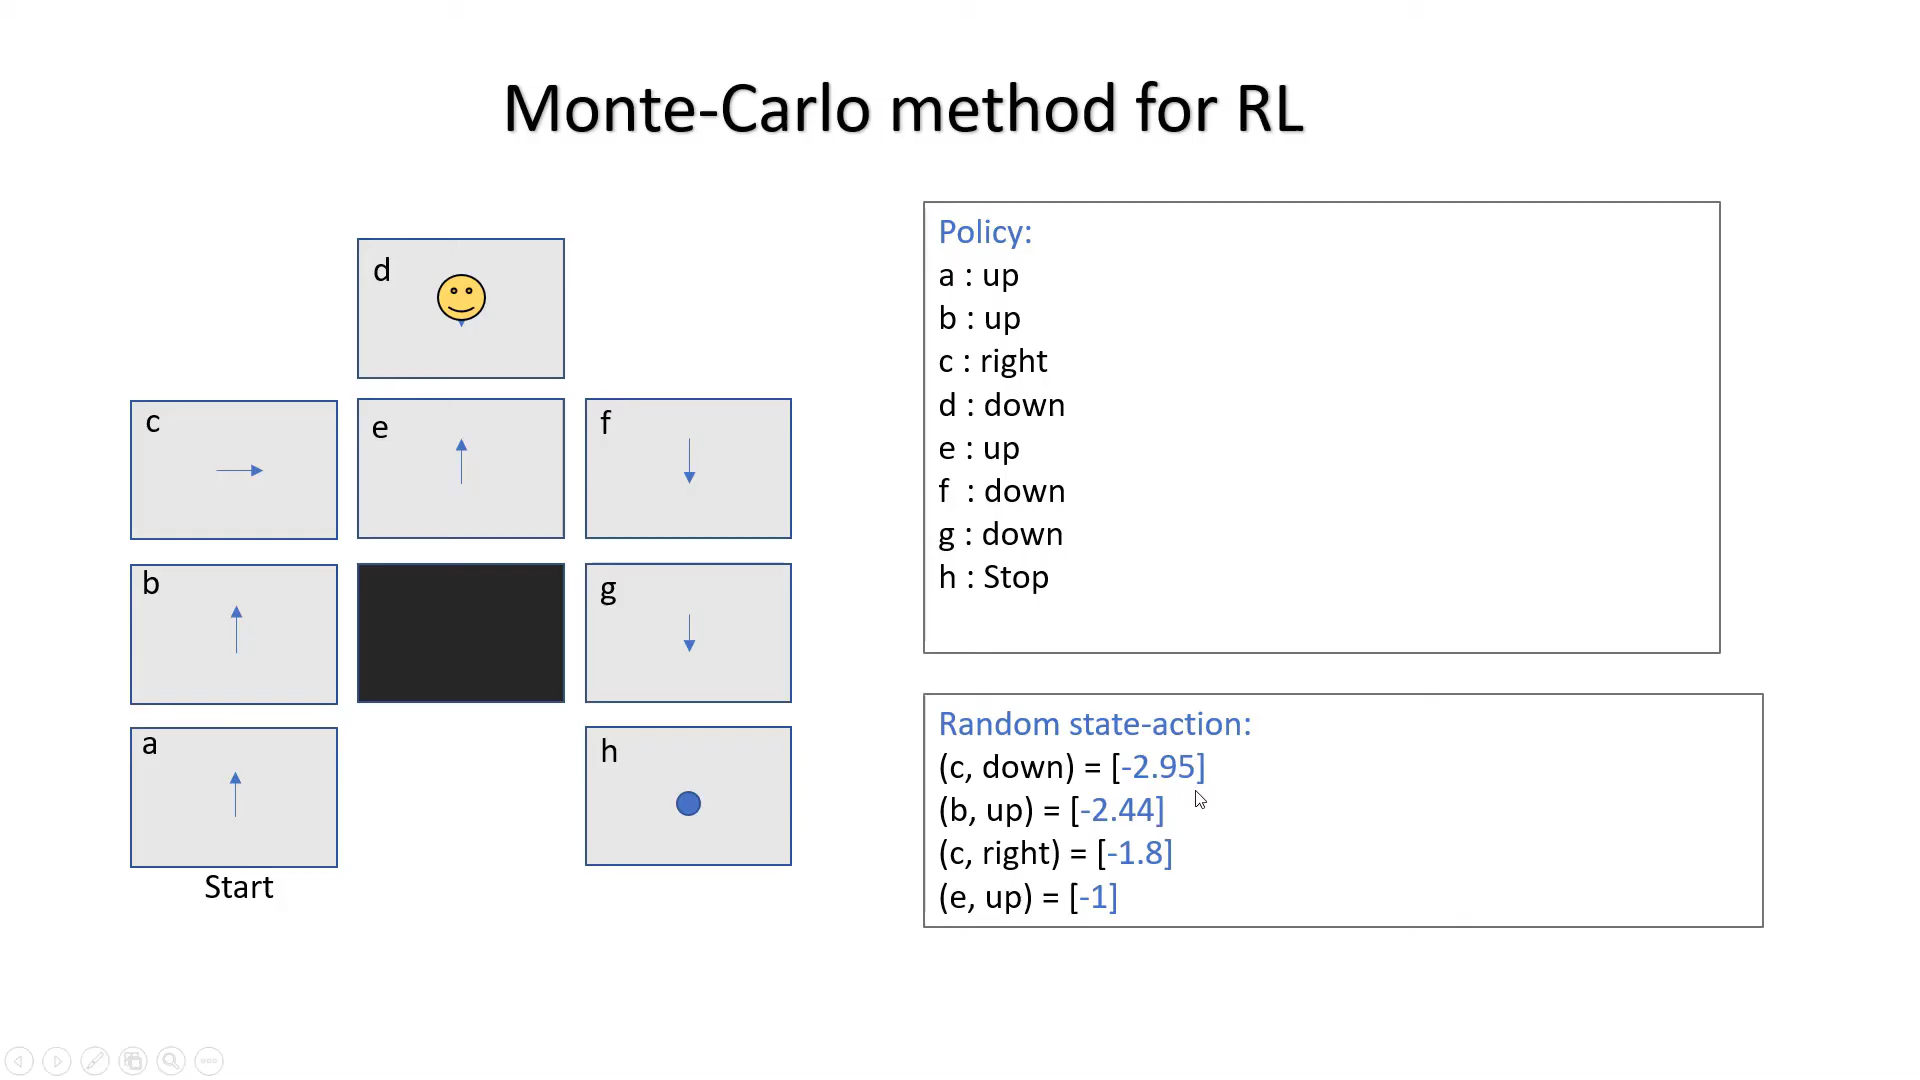 Monte-Carlo method for RL
d
c
e
f
b
g
a
h
Start
Policy:
a : up
b : up
c : right
d : down
e : up
f : down
g : down
h : Stop
Random state-action:
(c, down) = [-2.95]
(b, up) = [-2.44]
(c, right) = [-1.8]
(e, up) = [-1]